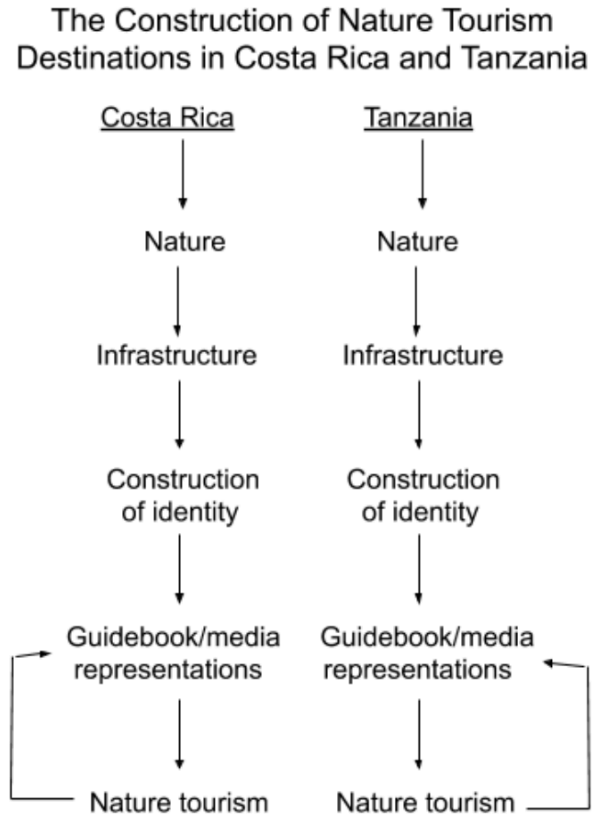 The Construction of Nature Tourism
Destinations in Costa Rica and Tanzania
Costa Rica
Nature
Infrastructure
Construction
of identity
Guidebook/media
representations
Nature tourism
Tanzania
Nature
Infrastructure
Construction
of identity
Guidebook/media
representations
Nature tourism